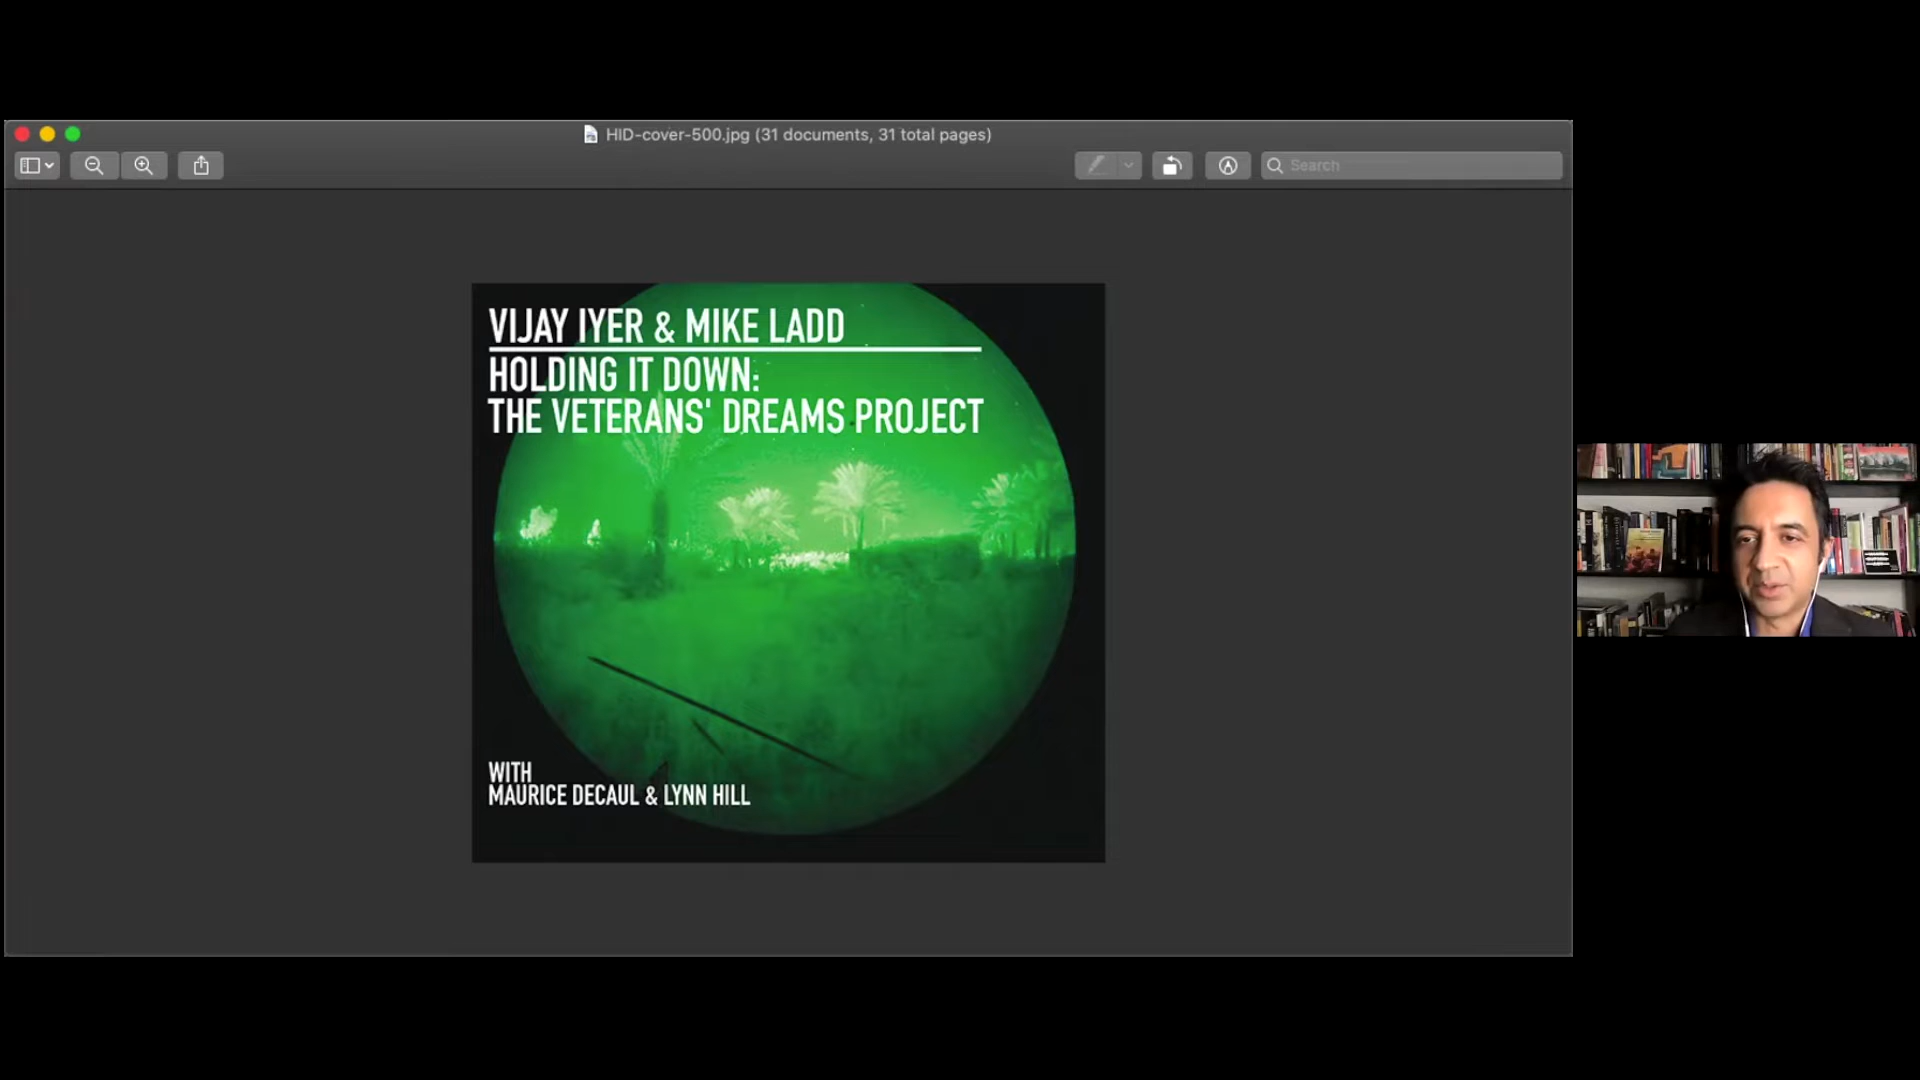 HID-cover-500.jpg (31 documents, 31 total pages)
Search
VIJAY IYER & MIKE LADD
HOLDING IT DOWN:
THE VETERANS' DREAMS PROJECT
WITH
MAURICE DECAUL & LYNN HILL